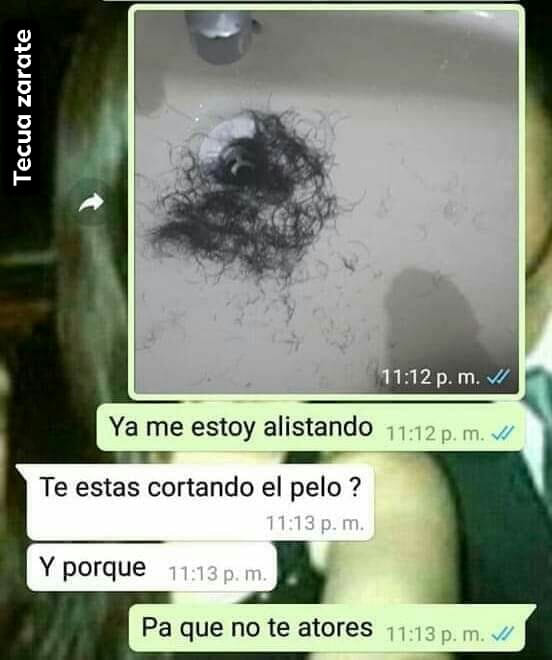 Tecua zarate
11:12 p. m.
Ya me estoy alistando 11:12 p. m.
Te estas cortando el pelo ?
11:13 p. m.
Y porque 11:13 p. m.
Pa que no te atores 11:13 p. m.